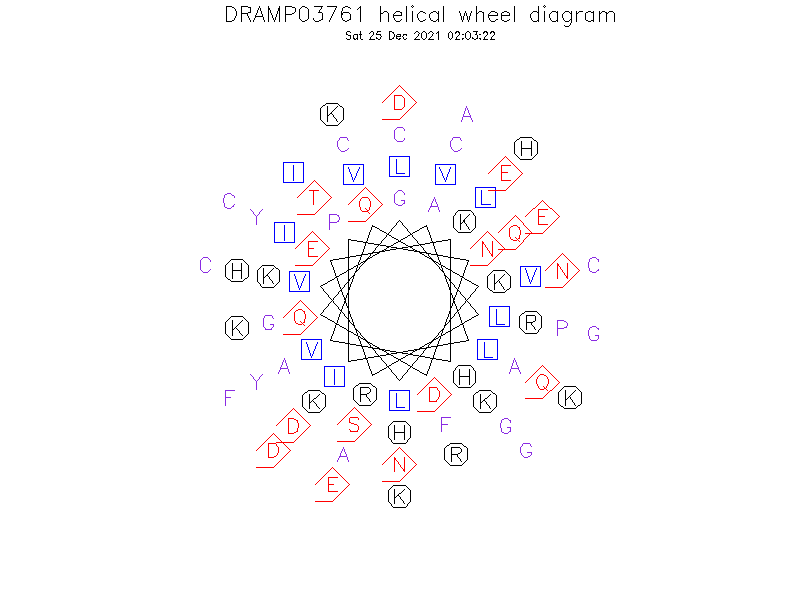 DRAMP03761 helical wheel diagram
Sat 25 Dec 2021 02:03:22
D
K A
C C C H
I V L V E
C T Q G L
Y P A K E
I Q
E N
C H K V K V N C
K G Q L R P G
V L
Y A I H A Q
F K R L D K K
D S H F G
D A N R G
E K